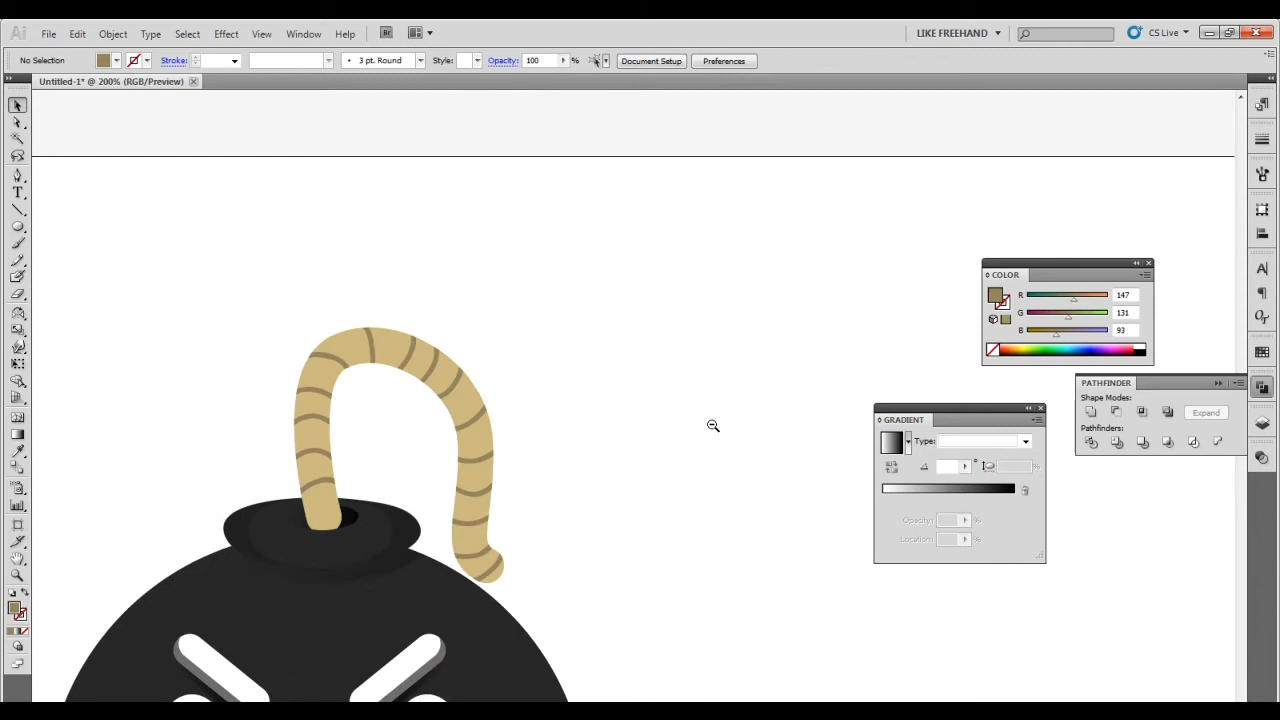 Ai File Edit Object Type Select Effect View Window Help Br LIKE FREEHAND CS Live
No Selection Stroke: 3 pt. Round Style: Opacity: 100 % Document Setup Preferences
Untitled-1* @ 200% (RGB/Preview)
COLOR
R 147
G 131
B 93
PATHFINDER
Shape Modes:
Expand
Pathfinders:
GRADIENT
Type:
°
%
Opacity: %
Location: %